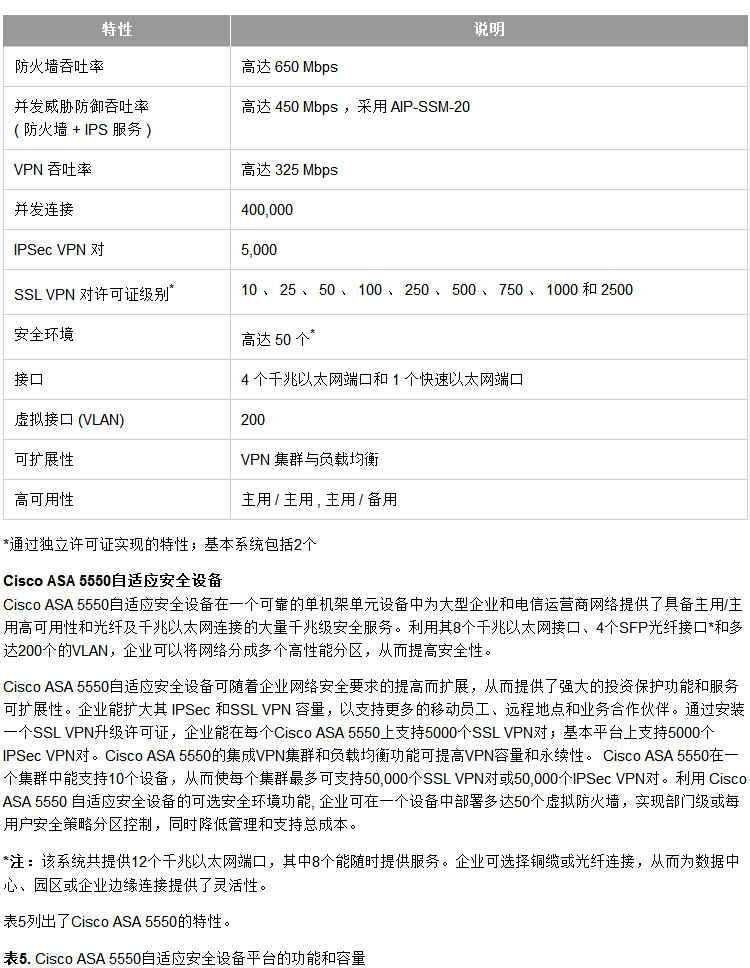 特性 说明
防火墙吞吐率 高达 650 Mbps
并发威胁防御吞吐率 高达 450 Mbps ，采用 AIP-SSM-20
( 防火墙 + IPS 服务 )
VPN 吞吐率 高达 325 Mbps
并发连接 400,000
IPSec VPN 对 5,000
SSL VPN 对许可证级别* 10 、 25 、 50 、 100 、 250 、 500 、 750 、 1000 和 2500
安全环境 高达 50 个*
接口 4 个千兆以太网端口和 1 个快速以太网端口
虚拟接口 (VLAN) 200
可扩展性 VPN 集群与负载均衡
高可用性 主用 / 主用 , 主用 / 备用
*通过独立许可证实现的特性；基本系统包括2个
Cisco ASA 5550自适应安全设备
Cisco ASA 5550自适应安全设备在一个可靠的单机架单元设备中为大型企业和电信运营商网络提供了具备主用/主
用高可用性和光纤及千兆以太网连接的大量千兆级安全服务。利用其8个千兆以太网接口、4个SFP光纤接口*和多
达200个的VLAN，企业可以将网络分成多个高性能分区，从而提高安全性。
Cisco ASA 5550自适应安全设备可随着企业网络安全要求的提高而扩展，从而提供了强大的投资保护功能和服务
可扩展性。企业能扩大其 IPSec 和SSL VPN 容量，以支持更多的移动员工、远程地点和业务合作伙伴。通过安装
一个SSL VPN升级许可证，企业能在每个Cisco ASA 5550上支持5000个SSL VPN对；基本平台上支持5000个
IPSec VPN对。Cisco ASA 5550的集成VPN集群和负载均衡功能可提高VPN容量和永续性。 Cisco ASA 5550在一
个集群中能支持10个设备，从而使每个集群最多可支持50,000个SSL VPN对或50,000个IPSec VPN对。利用 Cisco
ASA 5550 自适应安全设备的可选安全环境功能, 企业可在一个设备中部署多达50个虚拟防火墙，实现部门级或每
用户安全策略分区控制，同时降低管理和支持总成本。
*注：该系统共提供12个千兆以太网端口，其中8个能随时提供服务。企业可选择铜缆或光纤连接，从而为数据中
心、园区或企业边缘连接提供了灵活性。
表5列出了Cisco ASA 5550的特性。
表5. Cisco ASA 5550自适应安全设备平台的功能和容量